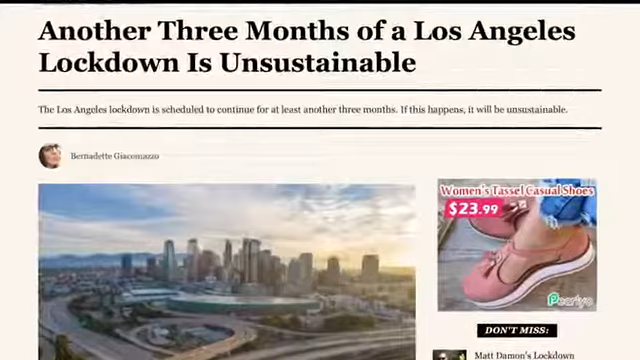 Another Three Months of a Los Angeles
Lockdown Is Unsustainable
The Los Angeles lockdown is scheduled to continue for at least another three months. If this happens, it will be unsustainable.
Bernadette Giacomazzo
Women's Tassel Casual Shoes
$23.99
Pearlyo
DON'T MISS:
Matt Damon's Lockdown